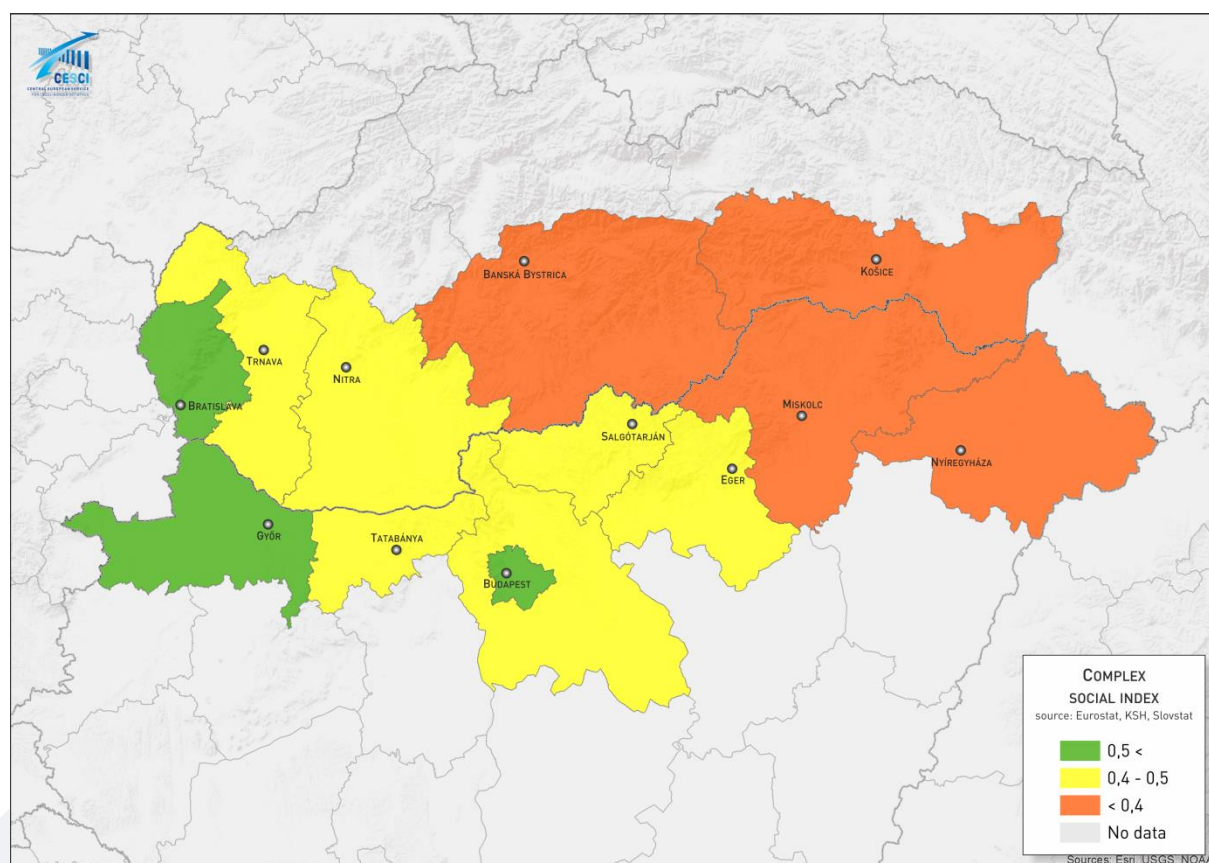 CESCI
CENTRAL EUROPEAN SERVICE
BANSKÁ BYSTRICA
KOŠICE
TRNAVA
NITRA
BRATISLAVA
SALGÓTARJÁN
MISKOLC
NYÍREGYHÁZA
EGER
GYŐR
TATABÁNYA
BUDAPEST
COMPLEX
SOCIAL INDEX
source: Eurostat, KSH, Slovstat
0,5 <
0,4 - 0,5
< 0,4
No data
Sources: Esri, USGS, NOAA